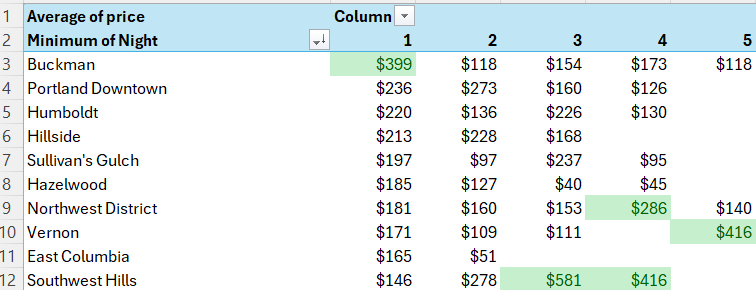 1 Average of price Column
2 Minimum of Night 1 2 3 4 5
3 Buckman $399 $118 $154 $173 $118
4 Portland Downtown $236 $273 $160 $126
5 Humboldt $220 $136 $226 $130
6 Hillside $213 $228 $168
7 Sullivan's Gulch $197 $97 $237 $95
8 Hazelwood $185 $127 $40 $45
9 Northwest District $181 $160 $153 $286 $140
10 Vernon $171 $109 $111 $416
11 East Columbia $165 $51
12 Southwest Hills $146 $278 $581 $416